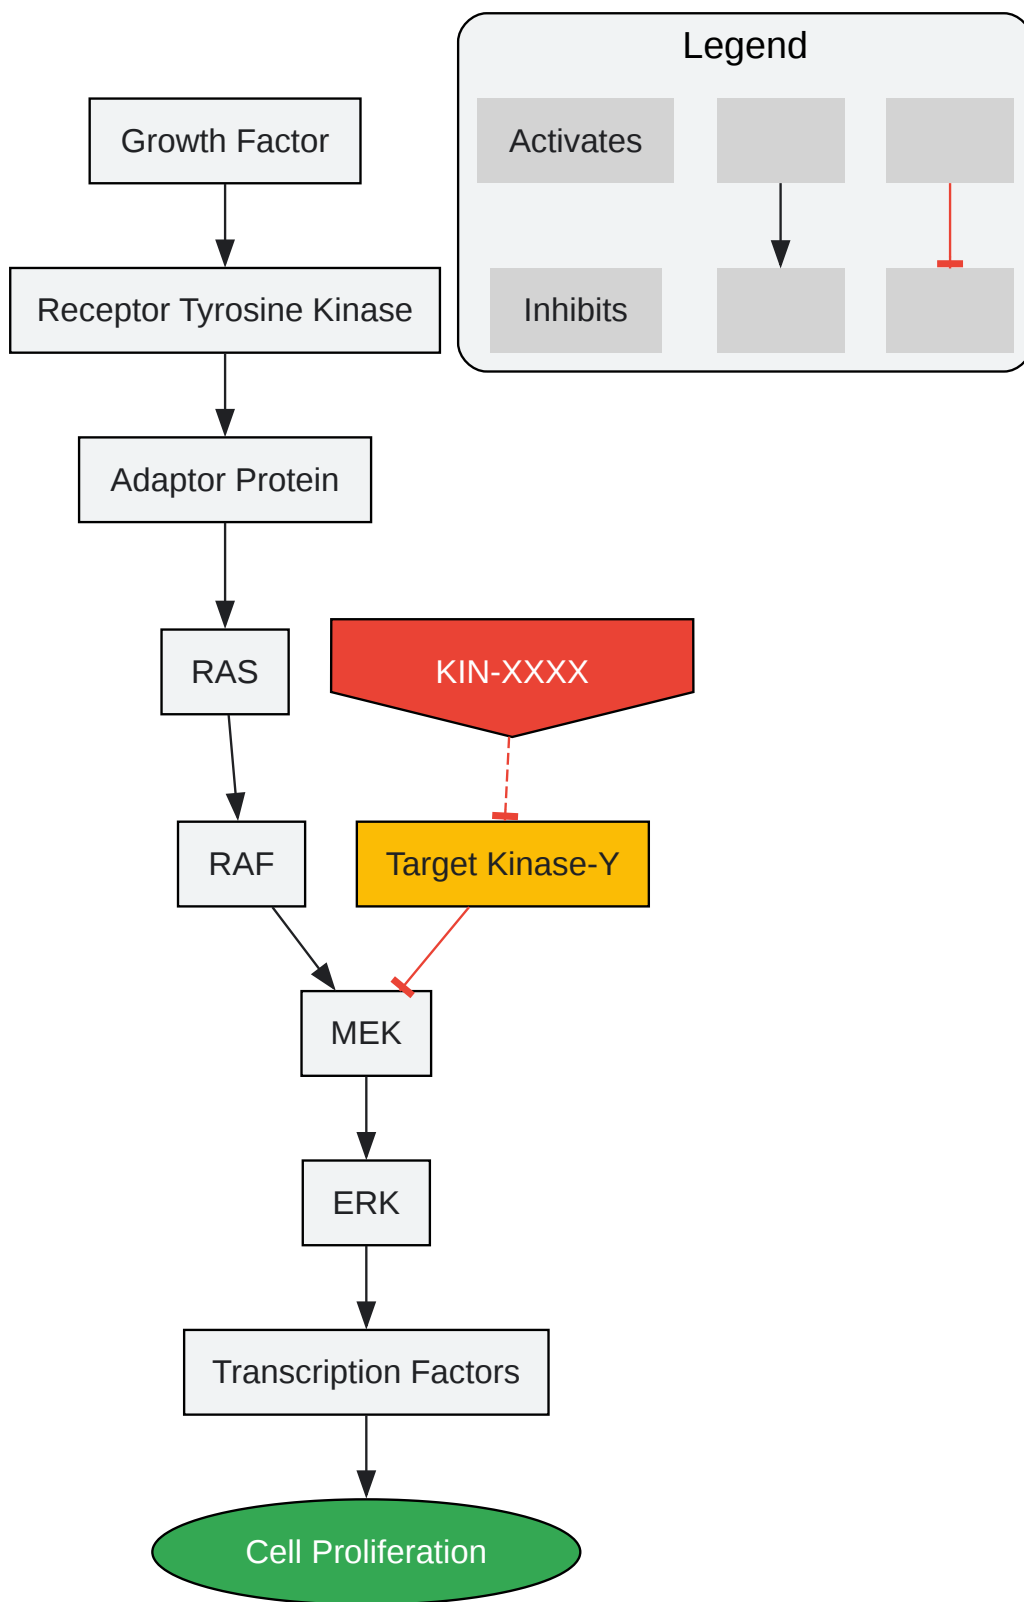 Legend
Growth Factor
Activates
Receptor Tyrosine Kinase
Inhibits
Adaptor Protein
RAS
KIN-XXXX
RAF
Target Kinase-Y
MEK
ERK
Transcription Factors
Cell Proliferation